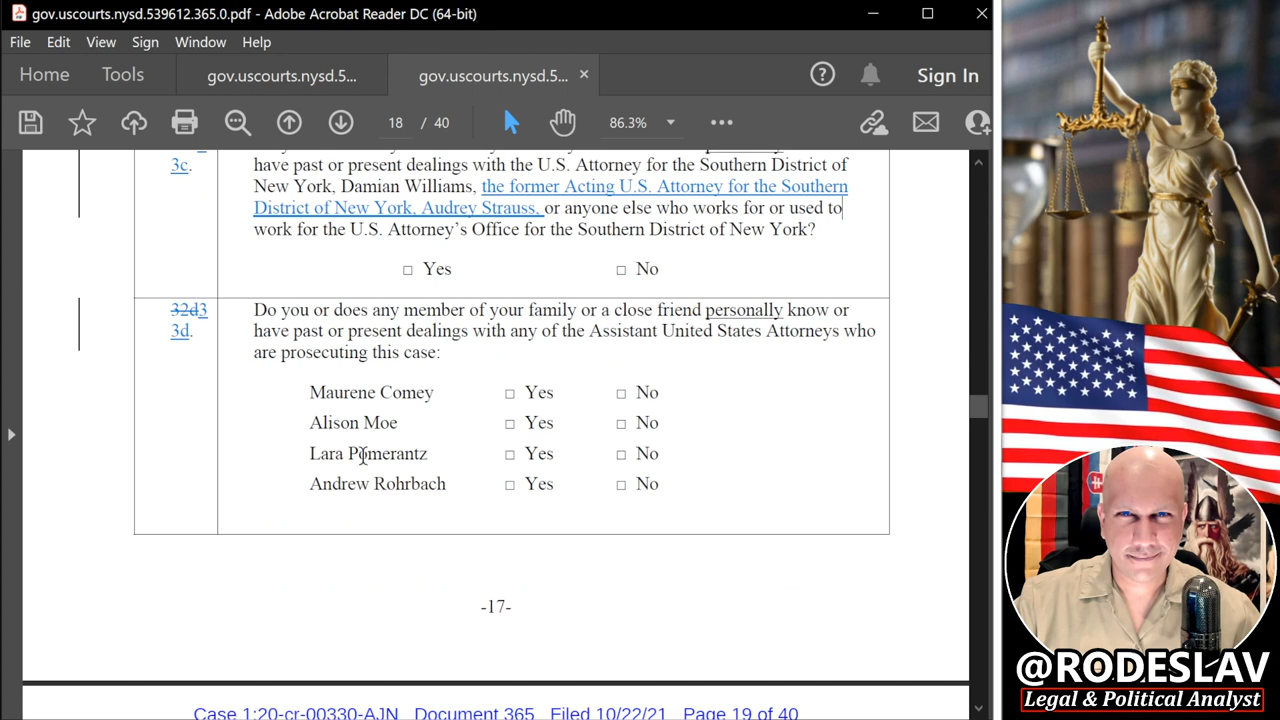 gov.uscourts.nysd.539612.365.0.pdf - Adobe Acrobat Reader DC (64-bit)
File Edit View Sign Window Help
Home Tools gov.uscourts.nysd.5... gov.uscourts.nysd.5... × ? Sign In
18 / 40 86.3%
3c. have past or present dealings with the U.S. Attorney for the Southern District of
New York, Damian Williams, the former Acting U.S. Attorney for the Southern
District of New York, Audrey Strauss, or anyone else who works for or used to
work for the U.S. Attorney's Office for the Southern District of New York?
□ Yes □ No
32d3 Do you or does any member of your family or a close friend personally know or
3d. have past or present dealings with any of the Assistant United States Attorneys who
are prosecuting this case:
Maurene Comey □ Yes □ No
Alison Moe □ Yes □ No
Lara Pomerantz □ Yes □ No
Andrew Rohrbach □ Yes □ No
-17-
Case 1:20-cr-00330-AJN Document 365 Filed 10/22/21 Page 19 of 40
@RODESLAV
Legal & Political Analyst